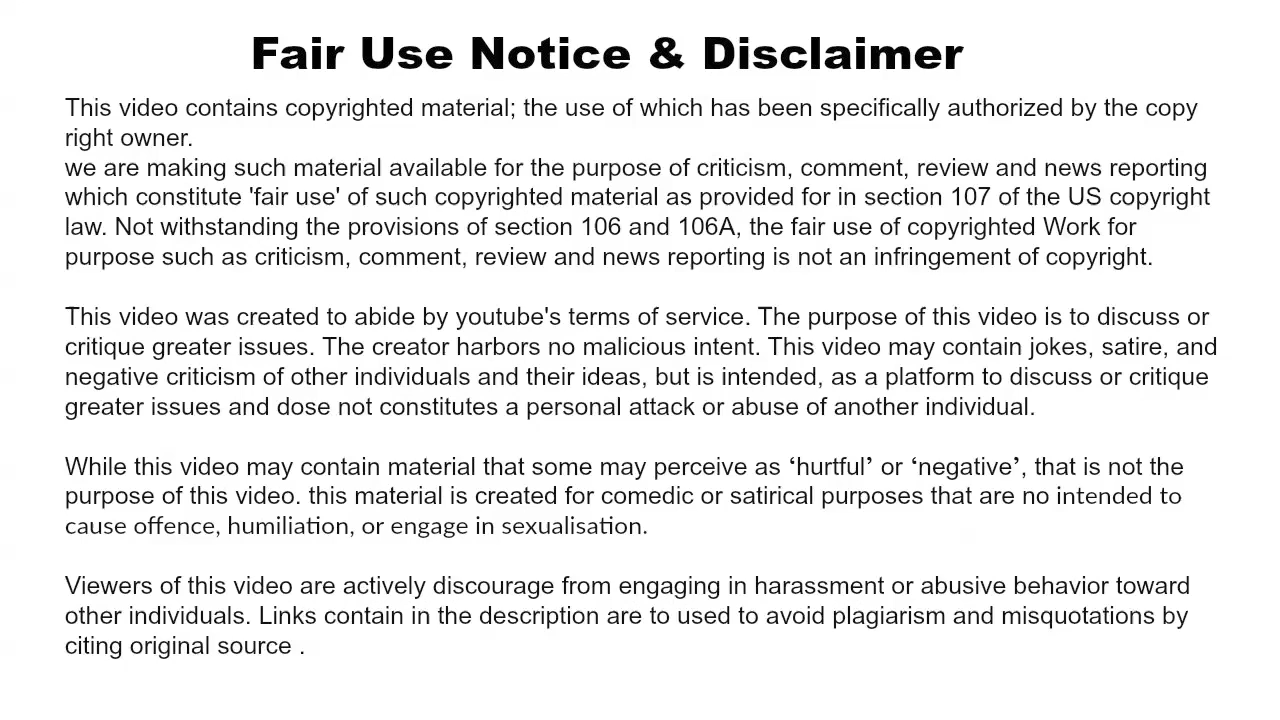 Fair Use Notice & Disclaimer
This video contains copyrighted material; the use of which has been specifically authorized by the copy
right owner.
we are making such material available for the purpose of criticism, comment, review and news reporting
which constitute 'fair use' of such copyrighted material as provided for in section 107 of the US copyright
law. Not withstanding the provisions of section 106 and 106A, the fair use of copyrighted Work for
purpose such as criticism, comment, review and news reporting is not an infringement of copyright.
This video was created to abide by youtube's terms of service. The purpose of this video is to discuss or
critique greater issues. The creator harbors no malicious intent. This video may contain jokes, satire, and
negative criticism of other individuals and their ideas, but is intended, as a platform to discuss or critique
greater issues and dose not constitutes a personal attack or abuse of another individual.
While this video may contain material that some may perceive as ‘hurtful’ or ‘negative’, that is not the
purpose of this video. this material is created for comedic or satirical purposes that are no intended to
cause offence, humiliation, or engage in sexualisation.
Viewers of this video are actively discourage from engaging in harassment or abusive behavior toward
other individuals. Links contain in the description are to used to avoid plagiarism and misquotations by
citing original source .